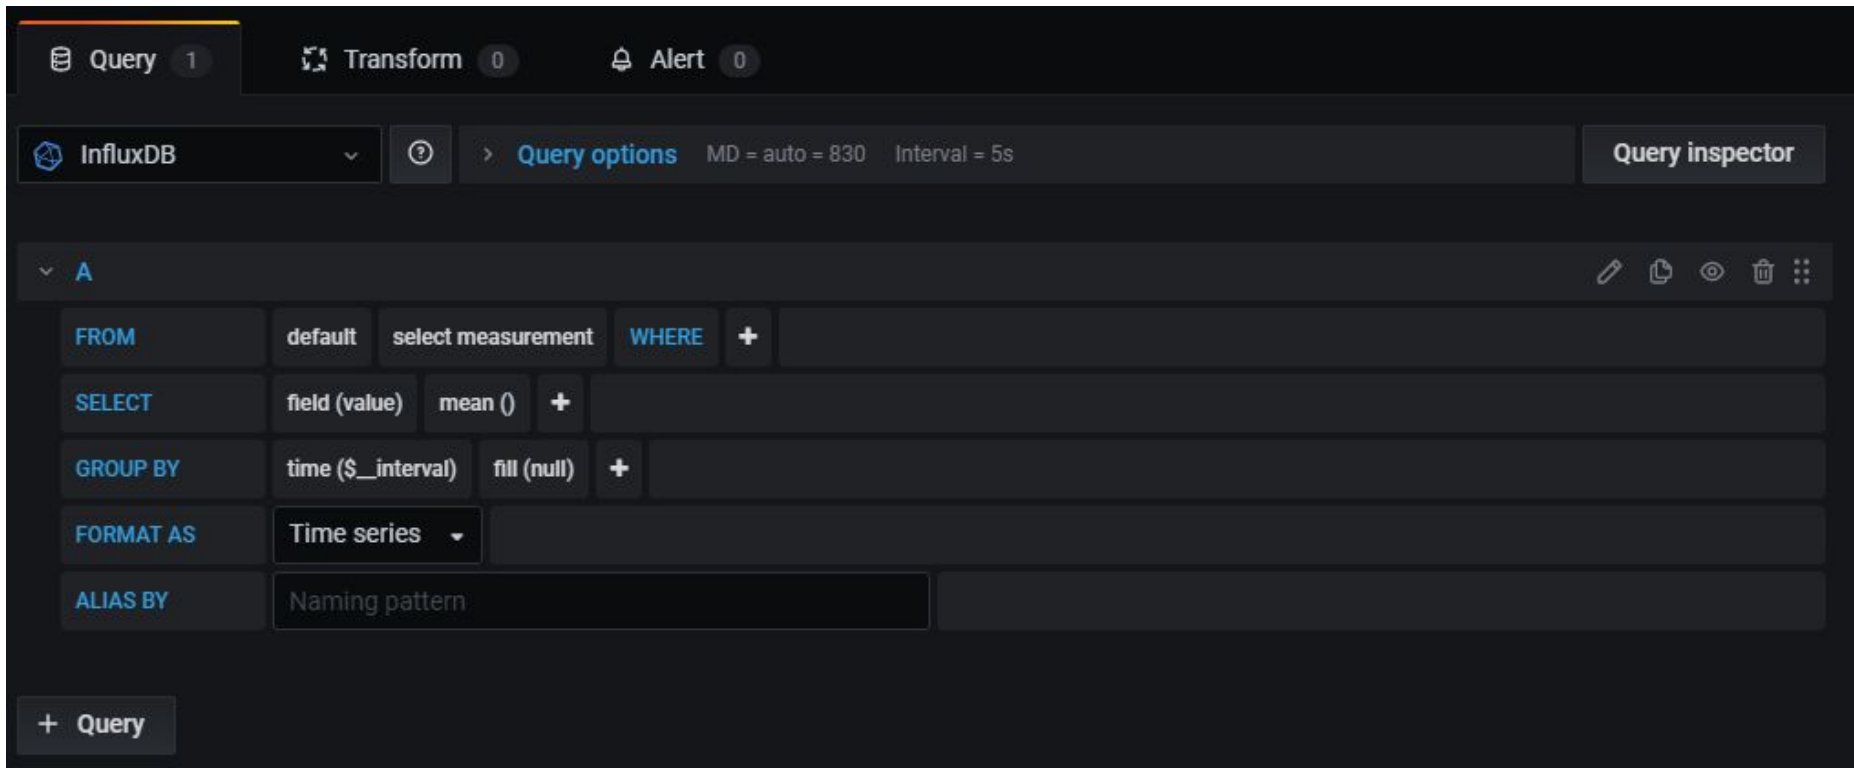 Query 1 Transform 0 Alert 0
InfluxDB Query options MD = auto = 830 Interval = 5s Query inspector
A
FROM default select measurement WHERE +
SELECT field (value) mean () +
GROUP BY time ($__interval) fill (null) +
FORMAT AS Time series
ALIAS BY Naming pattern
+ Query